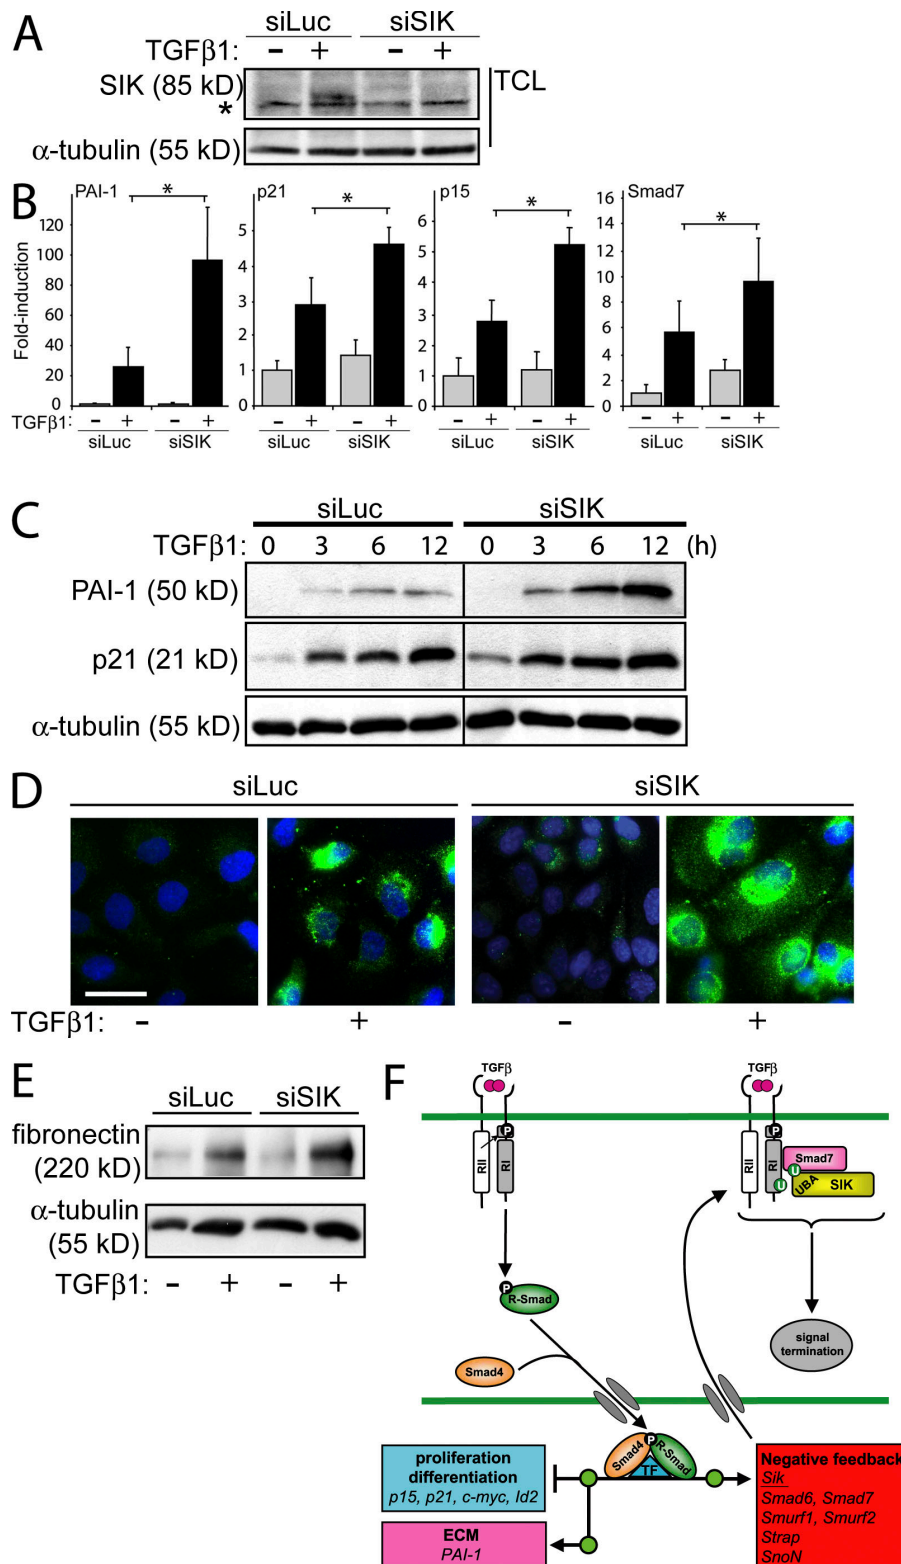 A
siLuc siSIK
TGFβ1: – + – +
SIK (85 kD)
*
TCL
α-tubulin (55 kD)
B
PAI-1
Fold-induction
120
100
80
60
40
20
0
*
p21
5
4
3
2
1
0
*
p15
6
5
4
3
2
1
0
*
Smad7
16
14
12
10
8
6
4
2
0
*
TGFβ1: – + – + – + – + – + – + – + – +
siLuc siSIK siLuc siSIK siLuc siSIK siLuc siSIK
C
siLuc siSIK
TGFβ1: 0 3 6 12 0 3 6 12 (h)
PAI-1 (50 kD)
p21 (21 kD)
α-tubulin (55 kD)
D
siLuc siSIK
TGFβ1: – + – +
E
siLuc siSIK
fibronectin
(220 kD)
α-tubulin
(55 kD)
TGFβ1: – + – +
F
TGFβ
RII
RI
P
P
R-Smad
Smad4
TGFβ
RII
RI
P
Smad7
U
U
UBA SIK
signal
termination
Smad4
P
R-Smad
TF
proliferation
differentiation
p15, p21, c-myc, Id2
ECM
PAI-1
Negative feedback
Sik
Smad6, Smad7
Smurf1, Smurf2
Strap
SnoN